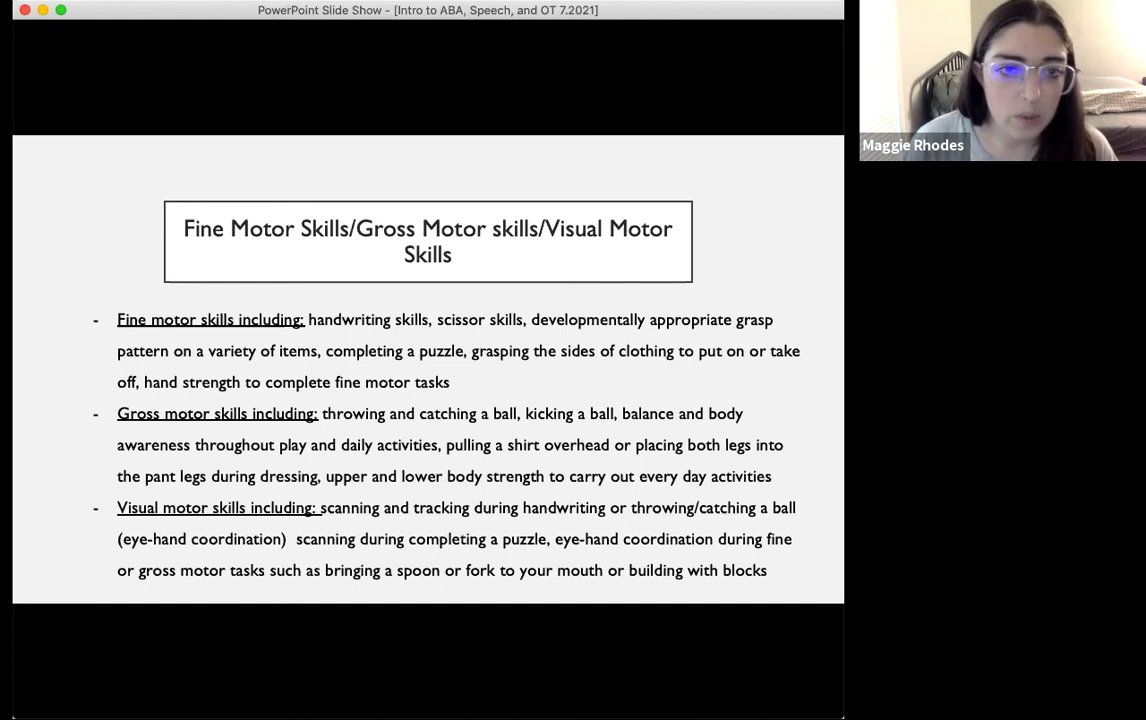 PowerPoint Slide Show - [Intro to ABA, Speech, and OT 7.2021]
Maggie Rhodes
Fine Motor Skills/Gross Motor skills/Visual Motor
Skills
- Fine motor skills including: handwriting skills, scissor skills, developmentally appropriate grasp
pattern on a variety of items, completing a puzzle, grasping the sides of clothing to put on or take
off, hand strength to complete fine motor tasks
- Gross motor skills including: throwing and catching a ball, kicking a ball, balance and body
awareness throughout play and daily activities, pulling a shirt overhead or placing both legs into
the pant legs during dressing, upper and lower body strength to carry out every day activities
- Visual motor skills including: scanning and tracking during handwriting or throwing/catching a ball
(eye-hand coordination)  scanning during completing a puzzle, eye-hand coordination during fine
or gross motor tasks such as bringing a spoon or fork to your mouth or building with blocks